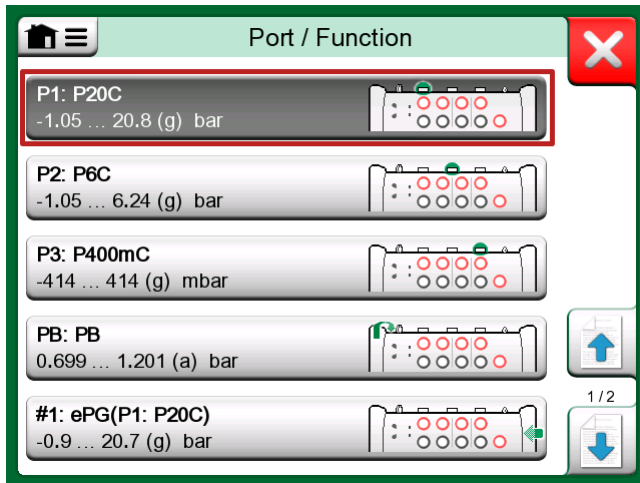 Port / Function
P1: P20C
-1.05 ... 20.8 (g) bar
P2: P6C
-1.05 ... 6.24 (g) bar
P3: P400mC
-414 ... 414 (g) mbar
PB: PB
0.699 ... 1.201 (a) bar
1 / 2
#1: ePG(P1: P20C)
-0.9 ... 20.7 (g) bar